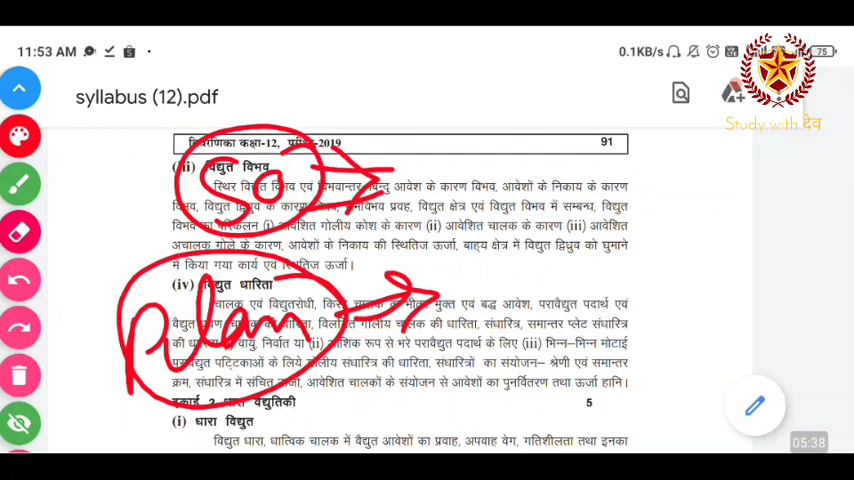 11:53 AM
0.1KB/s
75
syllabus (12).pdf
Study with देव
कक्षा-12, 2019
91
(iii) विद्युत विभव
स्थिर विद्युत विभव एवं विभवान्तर, बिन्दु आवेश के कारण विभव, आवेशों के निकाय के कारण
विभव, विद्युत द्विध्रुव के कारण विभव, प्रवह, विद्युत क्षेत्र एवं विद्युत विभव में सम्बन्ध, विद्युत
विभव का परिकलन (i) आवेशित गोलीय कोश के कारण (ii) आवेशित चालक के कारण (iii) आवेशित
अचालक गोले के कारण, आवेशों के निकाय की स्थितिज ऊर्जा, बाह्य क्षेत्र में विद्युत द्विध्रुव को घुमाने
में किया गया कार्य एवं स्थितिज ऊर्जा।
(iv) विद्युत धारिता
चालक एवं विद्युतरोधी, किसी चालक के भीतर मुक्त एवं बद्ध आवेश, परावैद्युत पदार्थ एवं
वैद्युत ध्रुवण, चालक की धारिता, विलगित गोलीय चालक की धारिता, संधारित्र, समान्तर प्लेट संधारित्र
की धारिता वायु, निर्वात या (ii) आंशिक रूप से भरे परावैद्युत पदार्थ के लिए (iii) भिन्न-भिन्न मोटाई
परावैद्युत पट्टिकाओं के लिये गोलीय संधारित्र की धारिता, संधारित्रों का संयोजन– श्रेणी एवं समान्तर
क्रम, संधारित्र में संचित ऊर्जा, आवेशित चालकों के संयोजन से आवेशों का पुनर्वितरण तथा ऊर्जा हानि।
इकाई 2 धारा वैद्युतिकी 5
(i) धारा विद्युत
विद्युत धारा, धात्विक चालक में वैद्युत आवेशों का प्रवाह, अपवाह वेग, गतिशीलता तथा इनका
So
05:38